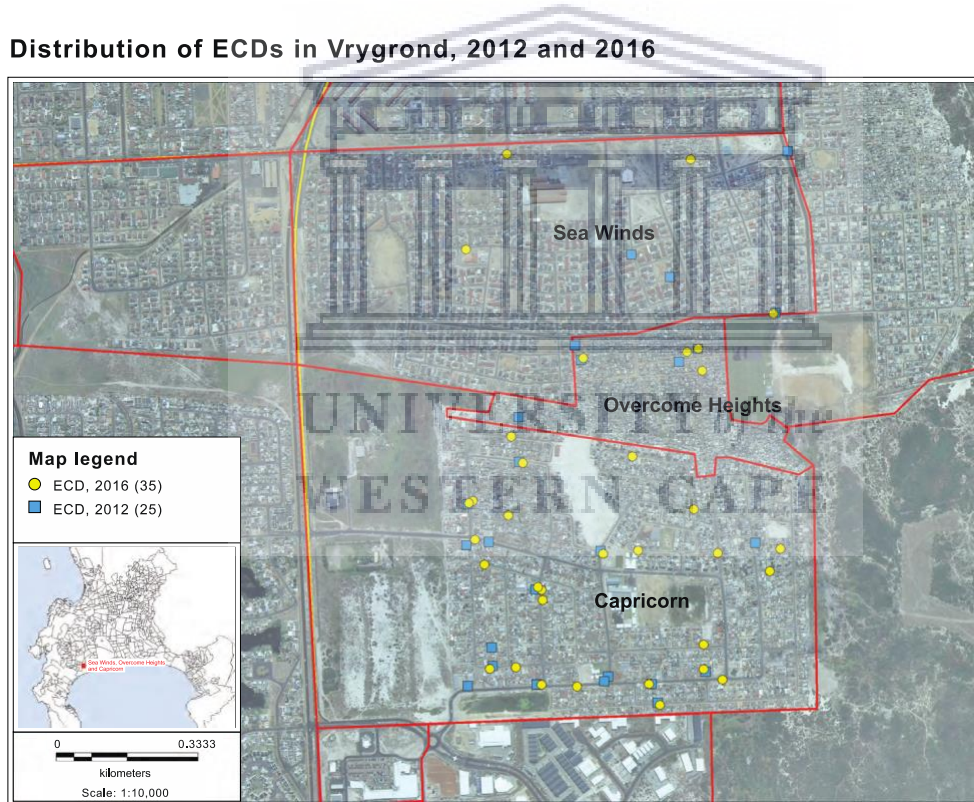 Distribution of ECDs in Vrygrond, 2012 and 2016
Sea Winds
Overcome Heights
UNIVERSITY of the
WESTERN CAPE
Capricorn
Map legend
ECD, 2016 (35)
ECD, 2012 (25)
Sea Winds, Overcome Heights
and Capricorn
0 0.3333
kilometers
Scale: 1:10,000